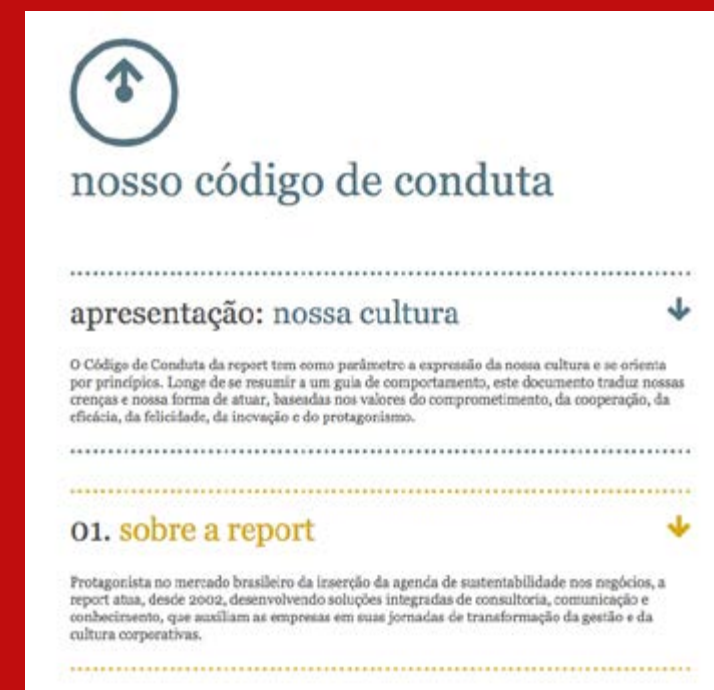 nosso código de conduta
apresentação: nossa cultura
O Código de Conduta da report tem como parâmetro a expressão da nossa cultura e se orienta
por princípios. Longe de se resumir a um guia de comportamento, este documento traduz nossas
crenças e nossa forma de atuar, baseadas nos valores do comprometimento, da cooperação, da
eficácia, da felicidade, da inovação e do protagonismo.
01. sobre a report
Protagonista no mercado brasileiro da inserção da agenda de sustentabilidade nos negócios, a
report atua, desde 2002, desenvolvendo soluções integradas de consultoria, comunicação e
conhecimento, que auxiliam as empresas em suas jornadas de transformação da gestão e da
cultura corporativas.